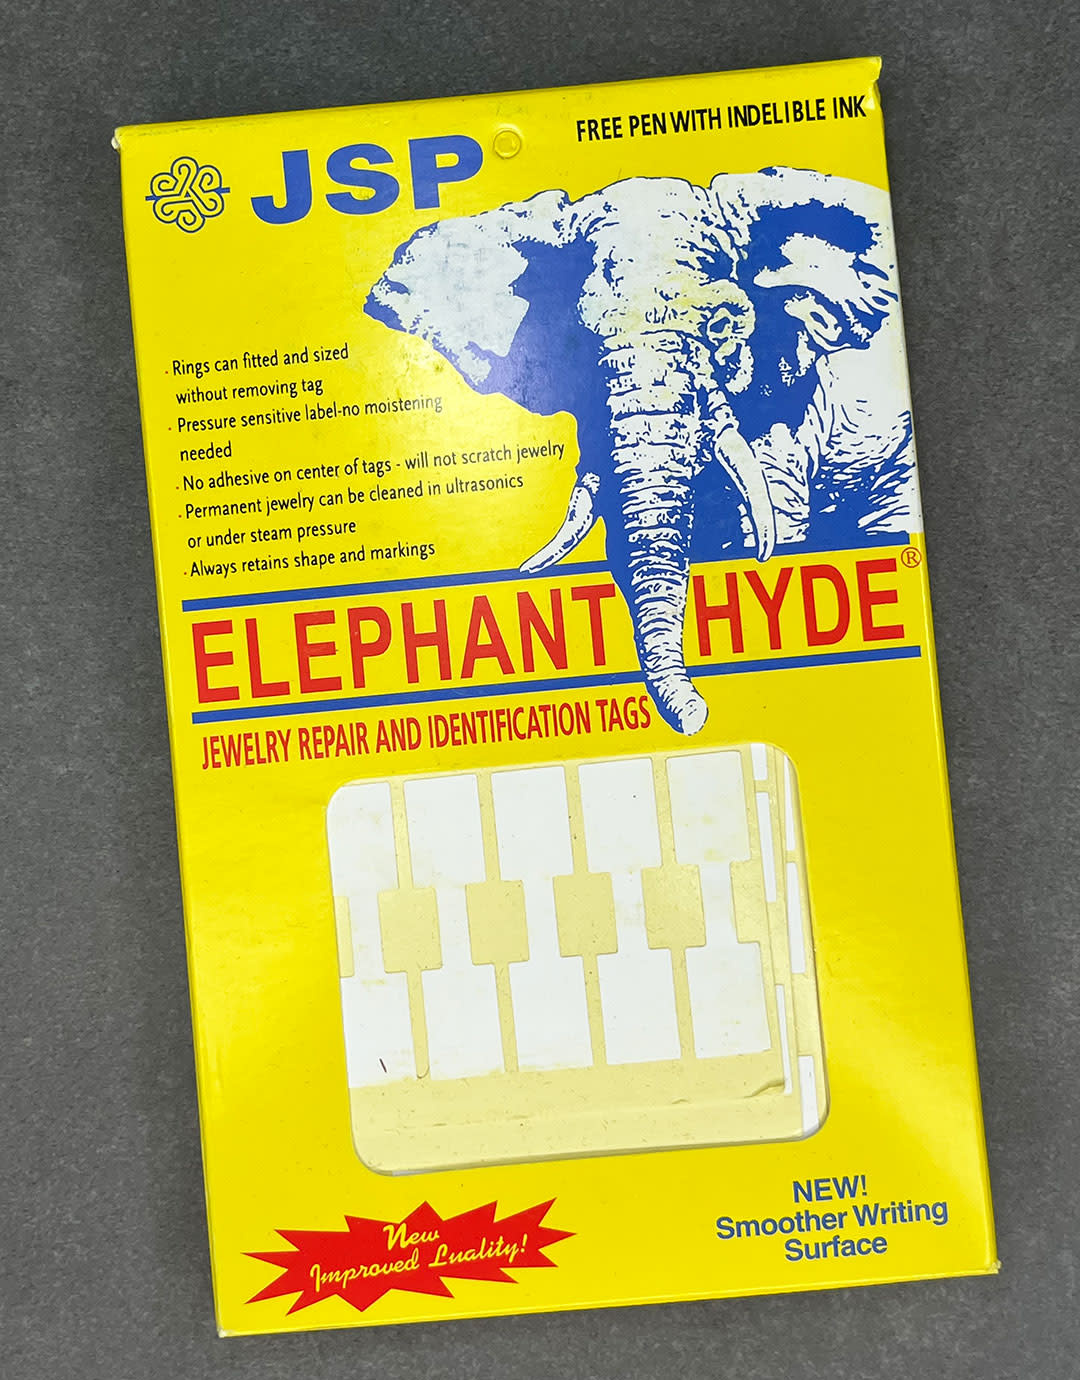 JSP
FREE PEN WITH INDELIBLE INK
· Rings can fitted and sized
without removing tag
· Pressure sensitive label-no moistening
needed
· No adhesive on center of tags - will not scratch jewelry
· Permanent jewelry can be cleaned in ultrasonics
or under steam pressure
· Always retains shape and markings
ELEPHANT HYDE®
JEWELRY REPAIR AND IDENTIFICATION TAGS
New
Improved Quality!
NEW!
Smoother Writing
Surface